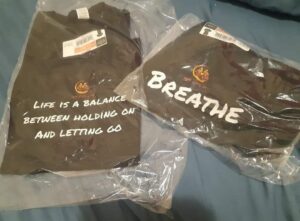 LIFE IS A BALANCE
BETWEEN HOLDING ON
AND LETTING GO
BREATHE